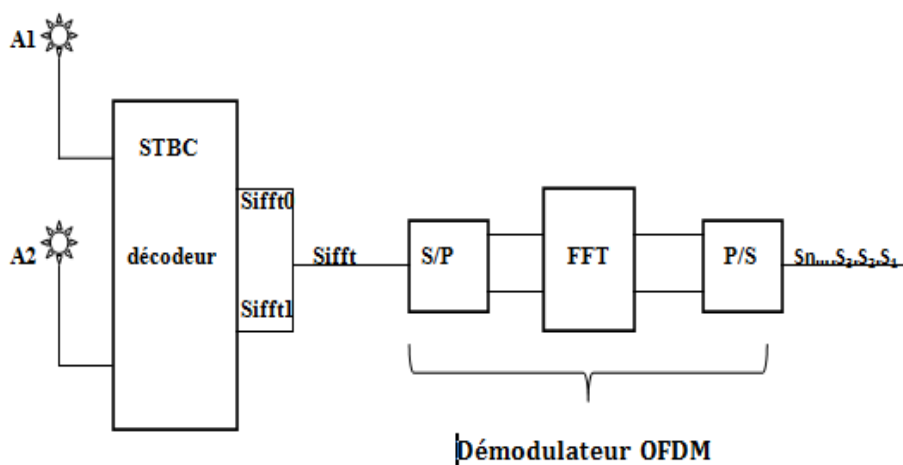 A1
STBC
Sifft0
A2
décodeur
Sifft
S/P
FFT
P/S
Sn....S₃.S₂.S₁
Sifft1
Démodulateur OFDM